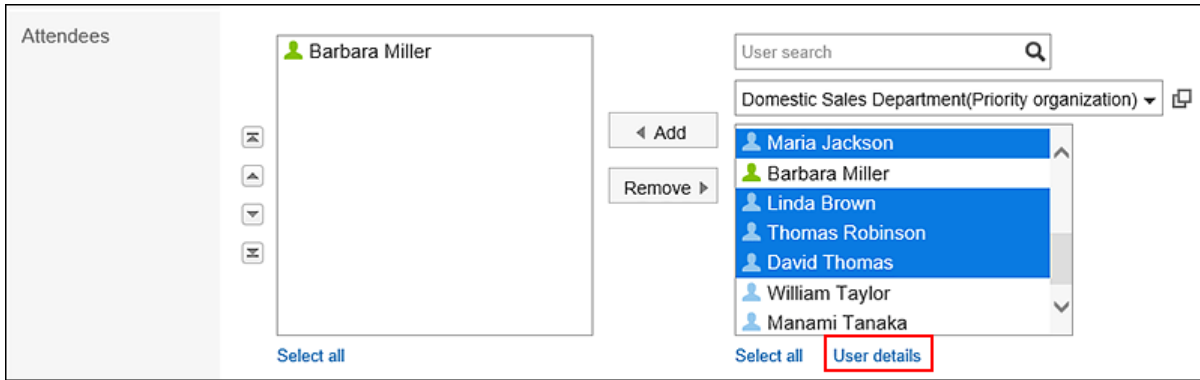 Attendees
Barbara Miller
Select all
Add
Remove
User search
Domestic Sales Department(Priority organization)
Maria Jackson
Barbara Miller
Linda Brown
Thomas Robinson
David Thomas
William Taylor
Manami Tanaka
Select all User details